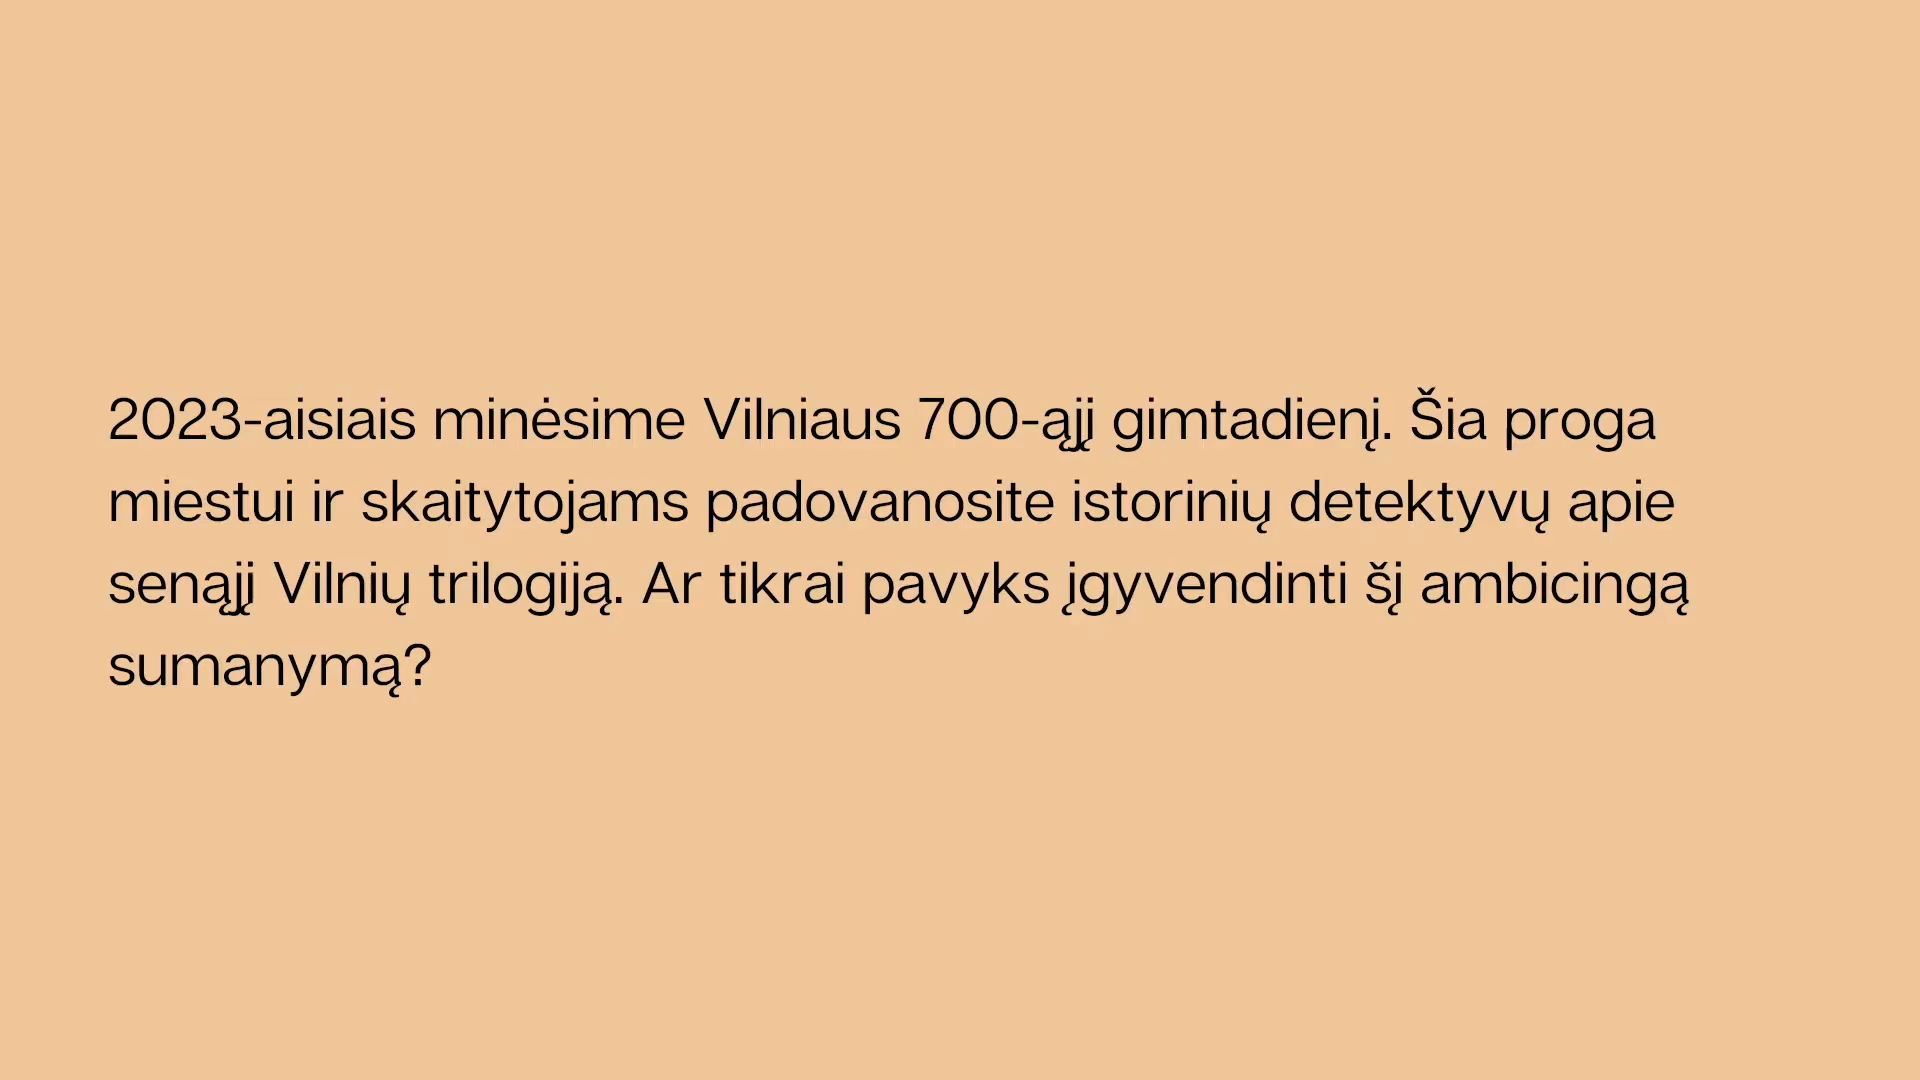 2023-aisiais minėsime Vilniaus 700-ąjį gimtadienį. Šia proga
miestui ir skaitytojams padovanosite istorinių detektyvų apie
senąjį Vilnių trilogiją. Ar tikrai pavyks įgyvendinti šį ambicingą
sumanymą?